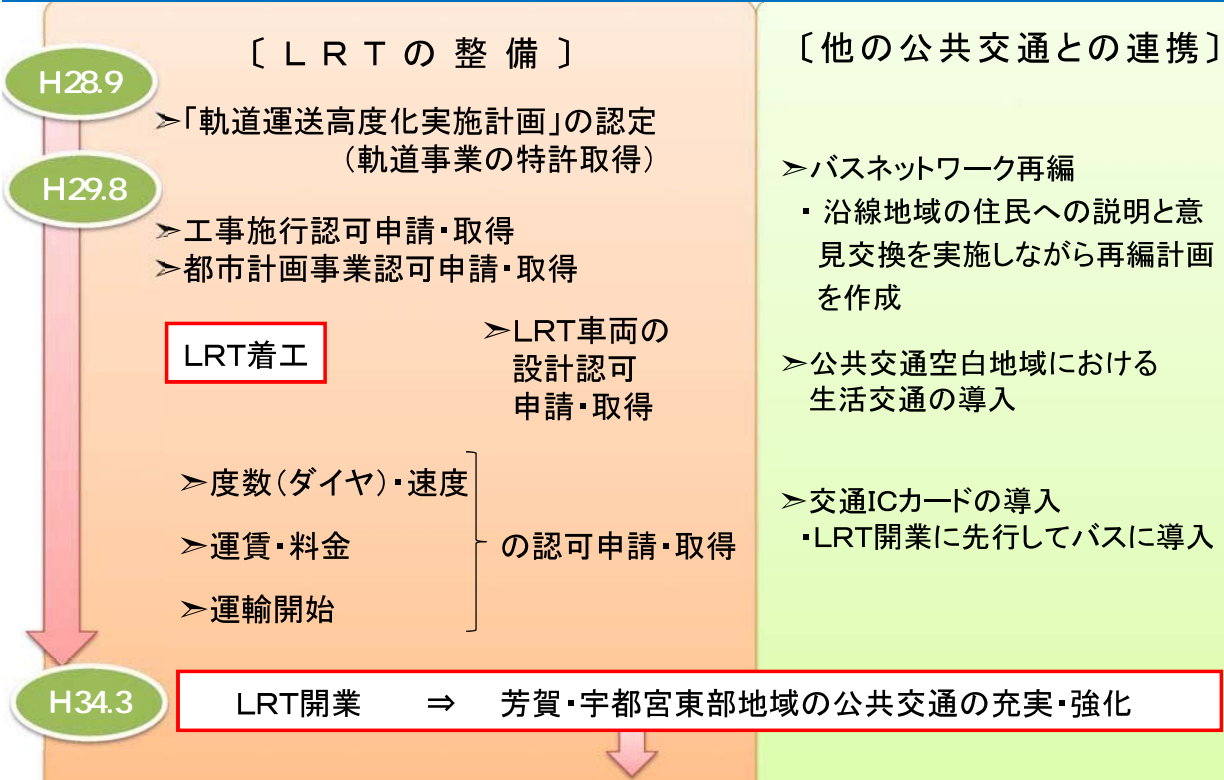 〔ＬＲＴの整備〕
H28.9
➣「軌道運送高度化実施計画」の認定
（軌道事業の特許取得）
H29.8
➣工事施行認可申請・取得
➣都市計画事業認可申請・取得
LRT着工
➣LRT車両の
設計認可
申請・取得
➣度数（ダイヤ）・速度
➣運賃・料金
➣運輸開始
の認可申請・取得
〔他の公共交通との連携〕
➣バスネットワーク再編
・ 沿線地域の住民への説明と意
見交換を実施しながら再編計画
を作成
➣公共交通空白地域における
生活交通の導入
➣交通ICカードの導入
・LRT開業に先行してバスに導入
H34.3
LRT開業　⇒　芳賀・宇都宮東部地域の公共交通の充実・強化